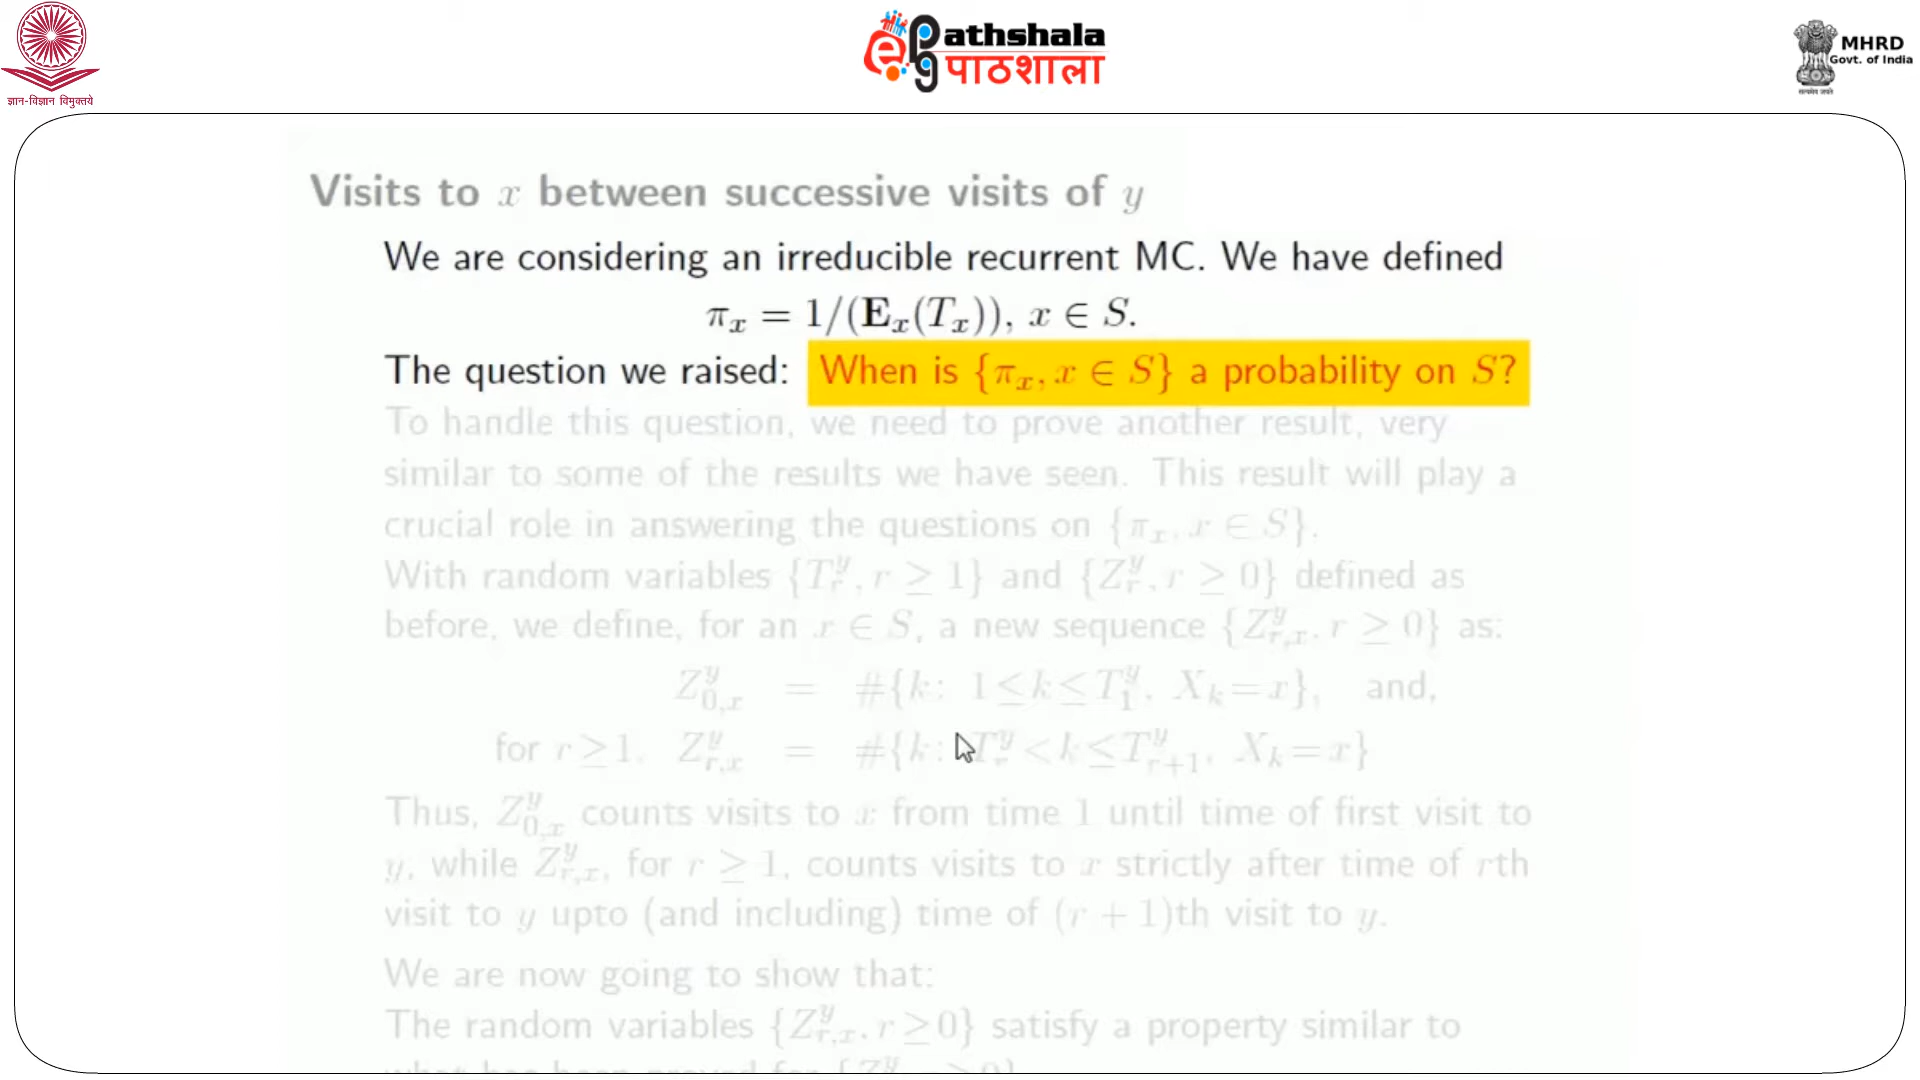 ज्ञान-विज्ञान विमुक्तये
ePG
athshala
पाठशाला
MHRD
Govt. of India
सत्यमेव जयते
Visits to x between successive visits of y
We are considering an irreducible recurrent MC. We have defined
π_x = 1/(E_x(T_x)), x ∈ S.
The question we raised: When is {π_x, x ∈ S} a probability on S?
To handle this question, we need to prove another result, very
similar to some of the results we have seen. This result will play a
crucial role in answering the questions on {π_x, x ∈ S}.
With random variables {T_r^y, r ≥ 1} and {Z_r^y, r ≥ 0} defined as
before, we define, for an x ∈ S, a new sequence {Z_{r,x}^y, r ≥ 0} as:
Z_{0,x}^y = #{k: 1≤k≤T_1^y, X_k=x}, and,
for r≥1, Z_{r,x}^y = #{k: T_r^y<k≤T_{r+1}^y, X_k=x}
Thus, Z_{0,x}^y counts visits to x from time 1 until time of first visit to
y, while Z_{r,x}^y, for r ≥ 1, counts visits to x strictly after time of rth
visit to y upto (and including) time of (r + 1)th visit to y.
We are now going to show that:
The random variables {Z_{r,x}^y, r≥0} satisfy a property similar to